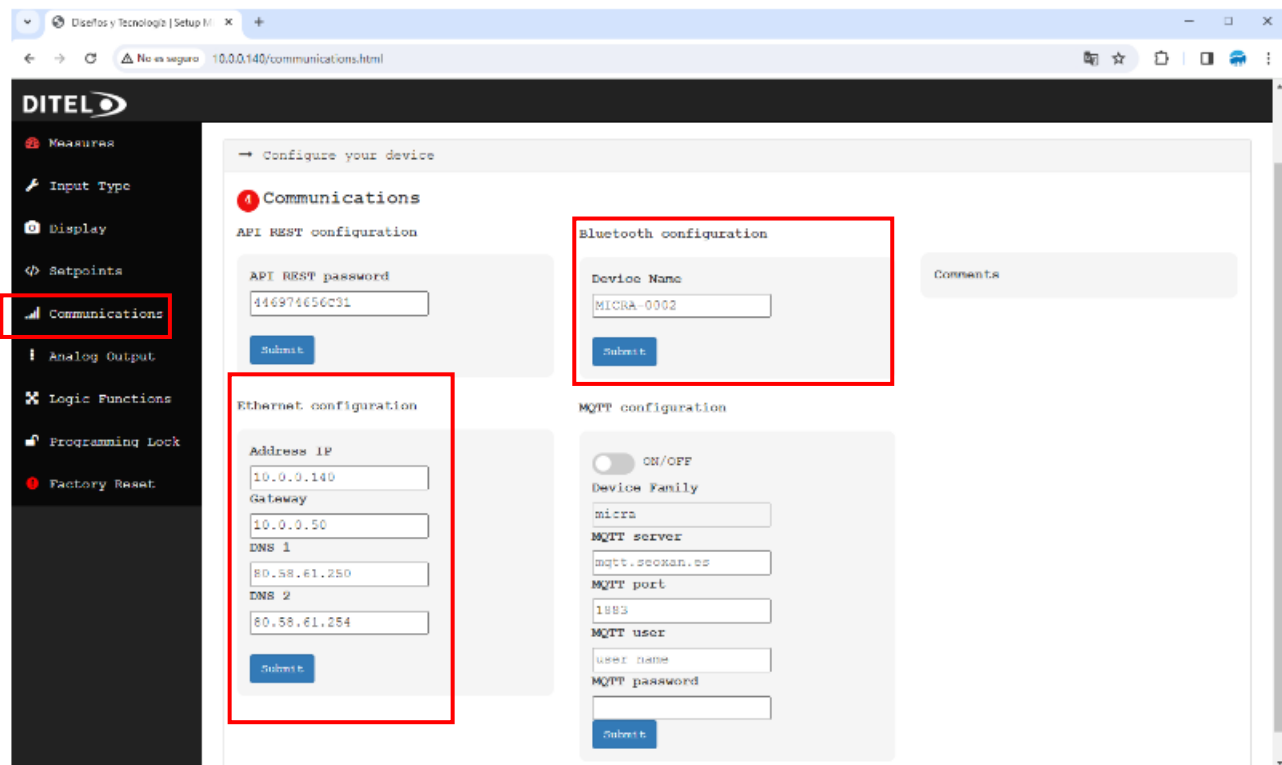 Diseños y Tecnología | Setup M
No es seguro
10.0.0.140/communications.html
DITEL
Measures
Input Type
Display
Setpoints
Communications
Analog Output
Logic Functions
Programming Lock
Factory Reset
→ Configure your device
4 Communications
API REST configuration
API REST password
446974656C31
Submit
Ethernet configuration
Address IP
10.0.0.140
Gateway
10.0.0.50
DNS 1
80.58.61.250
DNS 2
80.58.61.254
Submit
Bluetooth configuration
Device Name
MICRA-0002
Submit
MQTT configuration
ON/OFF
Device Family
micra
MQTT server
mqtt.seoxan.es
MQTT port
1883
MQTT user
user name
MQTT password
Submit
Comments